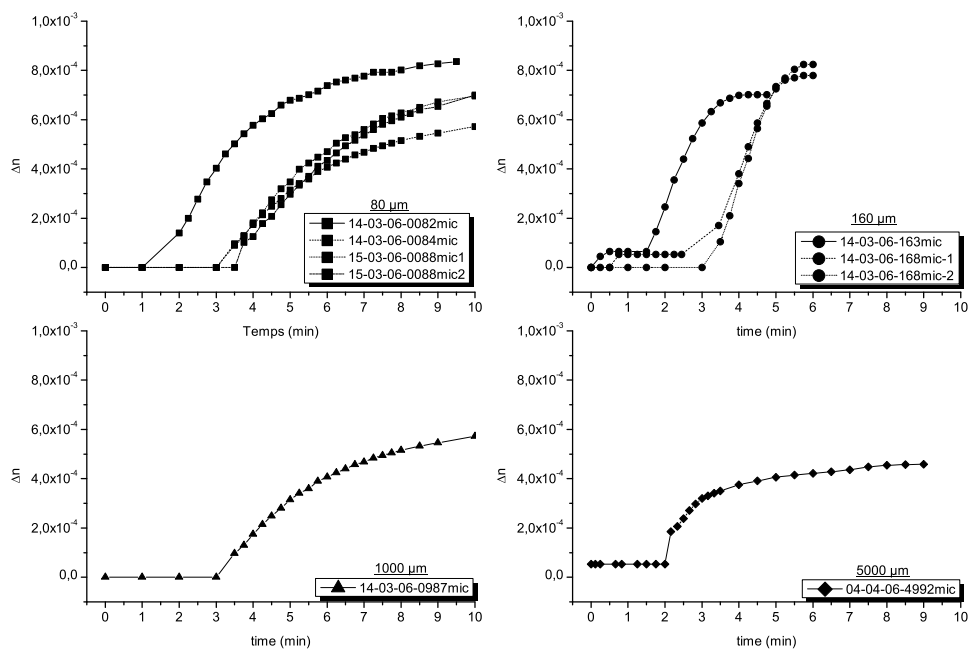 1,0x10⁻³
8,0x10⁻⁴
6,0x10⁻⁴
4,0x10⁻⁴
2,0x10⁻⁴
0,0
Δn
80 µm
14-03-06-0082mic
14-03-06-0084mic
15-03-06-0088mic1
15-03-06-0088mic2
0 1 2 3 4 5 6 7 8 9 10
Temps (min)
1,0x10⁻³
8,0x10⁻⁴
6,0x10⁻⁴
4,0x10⁻⁴
2,0x10⁻⁴
0,0
Δn
160 µm
14-03-06-163mic
14-03-06-168mic-1
14-03-06-168mic-2
0 1 2 3 4 5 6 7 8 9 10
time (min)
1,0x10⁻³
8,0x10⁻⁴
6,0x10⁻⁴
4,0x10⁻⁴
2,0x10⁻⁴
0,0
Δn
1000 µm
14-03-06-0987mic
0 1 2 3 4 5 6 7 8 9 10
time (min)
1,0x10⁻³
8,0x10⁻⁴
6,0x10⁻⁴
4,0x10⁻⁴
2,0x10⁻⁴
0,0
Δn
5000 µm
04-04-06-4992mic
0 1 2 3 4 5 6 7 8 9 10
time (min)